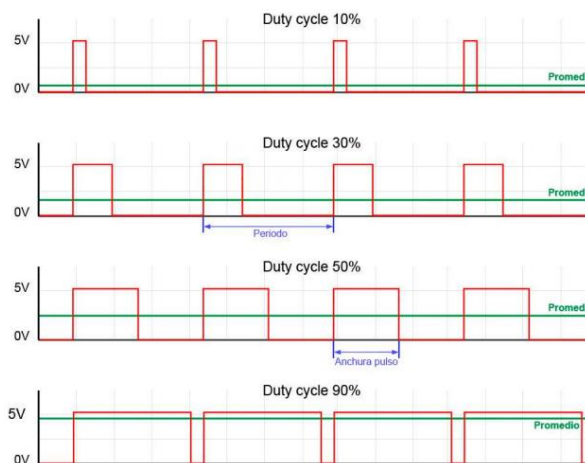 Duty cycle 10%
5V
Promed
0V
Duty cycle 30%
5V
Promed
0V
Periodo
Duty cycle 50%
5V
Promed
0V
Anchura pulso
Duty cycle 90%
5V
Promedio
0V